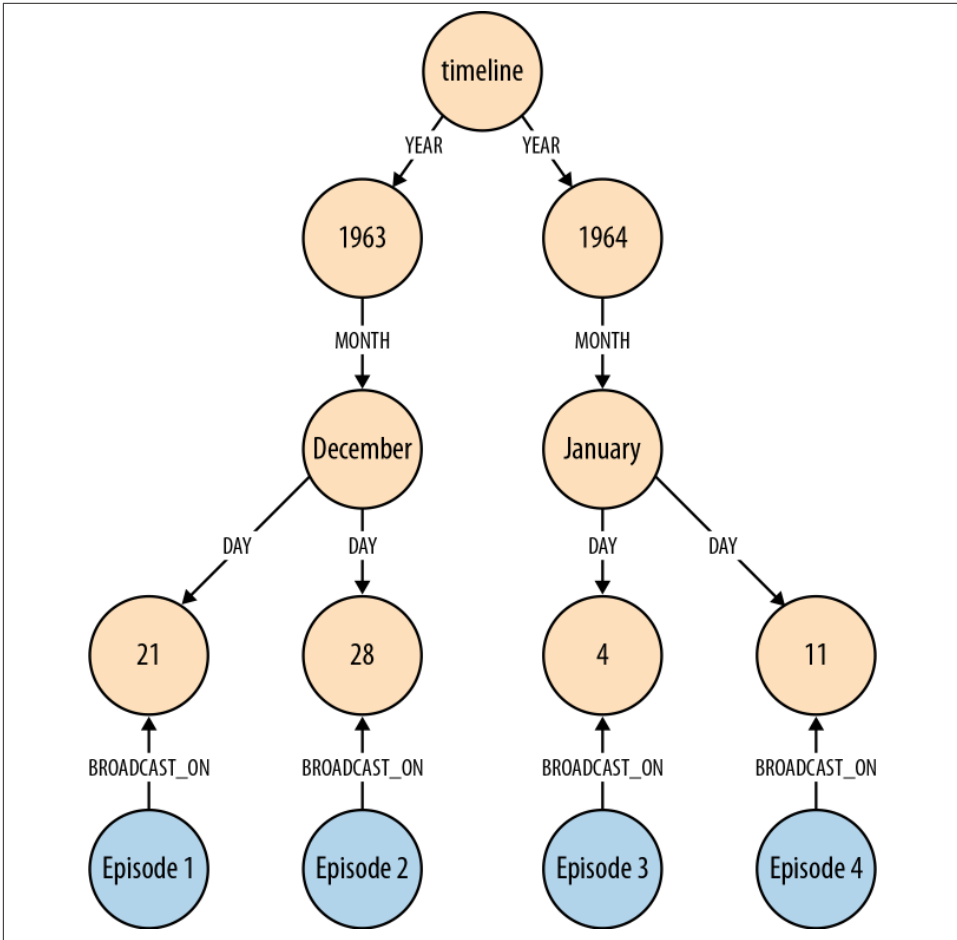 timeline
YEAR YEAR
1963 1964
MONTH MONTH
December January
DAY DAY DAY DAY
21 28 4 11
BROADCAST_ON BROADCAST_ON BROADCAST_ON BROADCAST_ON
Episode 1 Episode 2 Episode 3 Episode 4